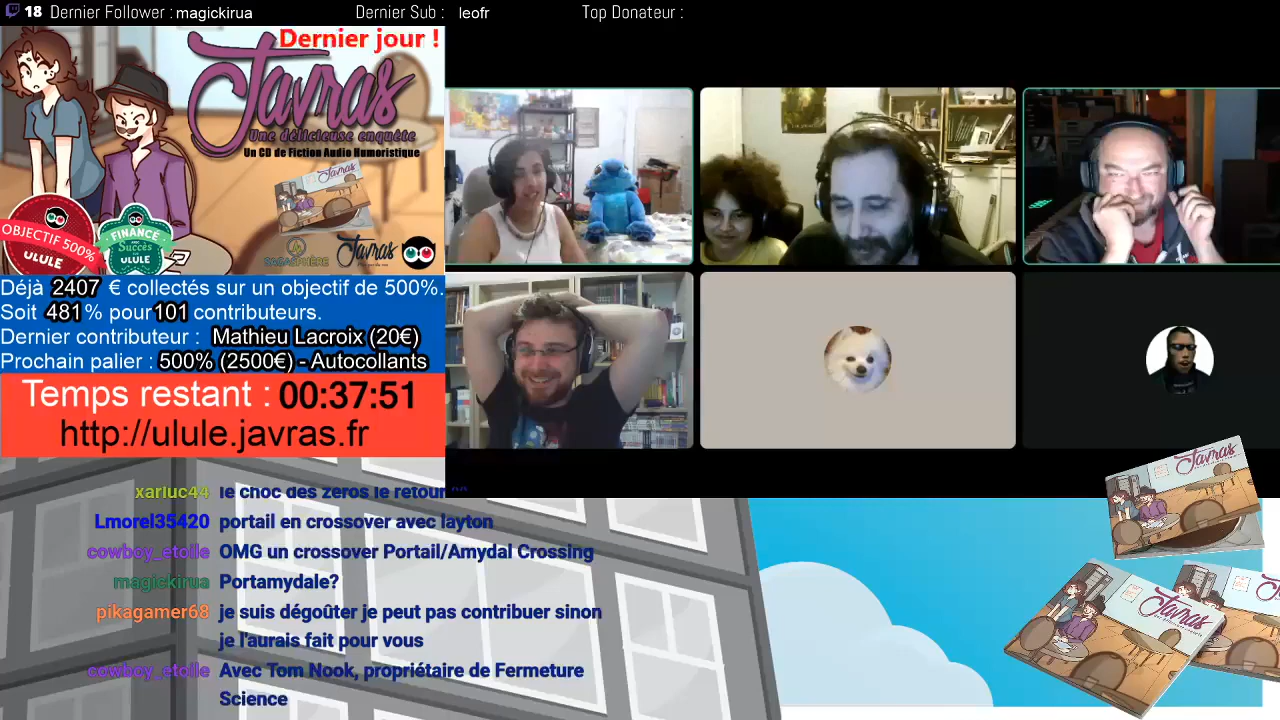 18 Dernier Follower : magickirua Dernier Sub : leofr Top Donateur :
Dernier jour !
Javras
Une délicieuse enquête
Un CD de Fiction Audio Humoristique
Javras
OBJECTIF 500%
ULULE
FINANCÉ
AVEC
Succès
SUR
ULULE
SAGASPHÈRE
Javras
Déjà 2407 € collectés sur un objectif de 500%.
Soit 481% pour 101 contributeurs.
Dernier contributeur : Mathieu Lacroix (20€)
Prochain palier : 500% (2500€) - Autocollants
Temps restant : 00:37:51
http://ulule.javras.fr
xarluc44 le choc des zeros le retour ^^
Lmorel35420 portail en crossover avec layton
cowboy_etoile OMG un crossover Portail/Amydal Crossing
magickirua Portamydale?
pikagamer68 je suis dégoûter je peut pas contribuer sinon
je l'aurais fait pour vous
cowboy_etoile Avec Tom Nook, propriétaire de Fermeture
Science
Javras
Javras
Javras